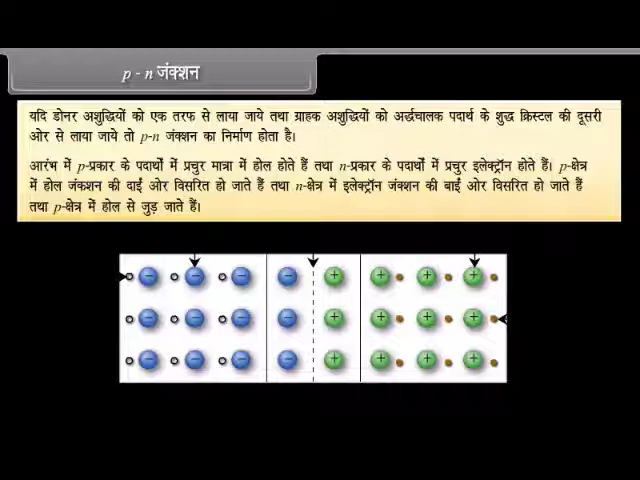 p - n जंक्शन
यदि डोनर अशुद्धियों को एक तरफ से लाया जाये तथा ग्राहक अशुद्धियों को अर्द्धचालक पदार्थ के शुद्ध क्रिस्टल की दूसरी
ओर से लाया जाये तो p-n जंक्शन का निर्माण होता है।
आरंभ में p-प्रकार के पदार्थों में प्रचुर मात्रा में होल होते हैं तथा n-प्रकार के पदार्थों में प्रचुर इलेक्ट्रॉन होते हैं। p-क्षेत्र
में होल जंकशन की दाईं ओर विसरित हो जाते हैं तथा n-क्षेत्र में इलेक्ट्रॉन जंक्शन की बाईं ओर विसरित हो जाते हैं
तथा p-क्षेत्र में होल से जुड़ जाते हैं।
− − − − + + + +
− − − − + + + +
− − − − + + + +